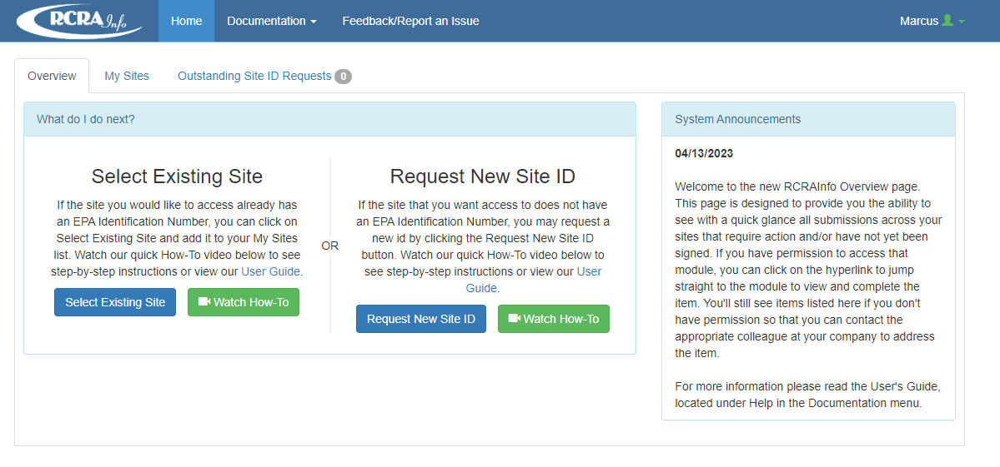 RCRAInfo
Home
Documentation
Feedback/Report an Issue
Marcus
Overview
My Sites
Outstanding Site ID Requests 0
What do I do next?
Select Existing Site
If the site you would like to access already has
an EPA Identification Number, you can click on
Select Existing Site and add it to your My Sites
list. Watch our quick How-To video below to see
step-by-step instructions or view our User Guide.
Select Existing Site
Watch How-To
OR
Request New Site ID
If the site that you want access to does not have
an EPA Identification Number, you may request a
new id by clicking the Request New Site ID
button. Watch our quick How-To video below to
see step-by-step instructions or view our User
Guide.
Request New Site ID
Watch How-To
System Announcements
04/13/2023
Welcome to the new RCRAInfo Overview page.
This page is designed to provide you the ability to
see with a quick glance all submissions across your
sites that require action and/or have not yet been
signed. If you have permission to access that
module, you can click on the hyperlink to jump
straight to the module to view and complete the
item. You'll still see items listed here if you don't
have permission so that you can contact the
appropriate colleague at your company to address
the item.
For more information please read the User's Guide,
located under Help in the Documentation menu.